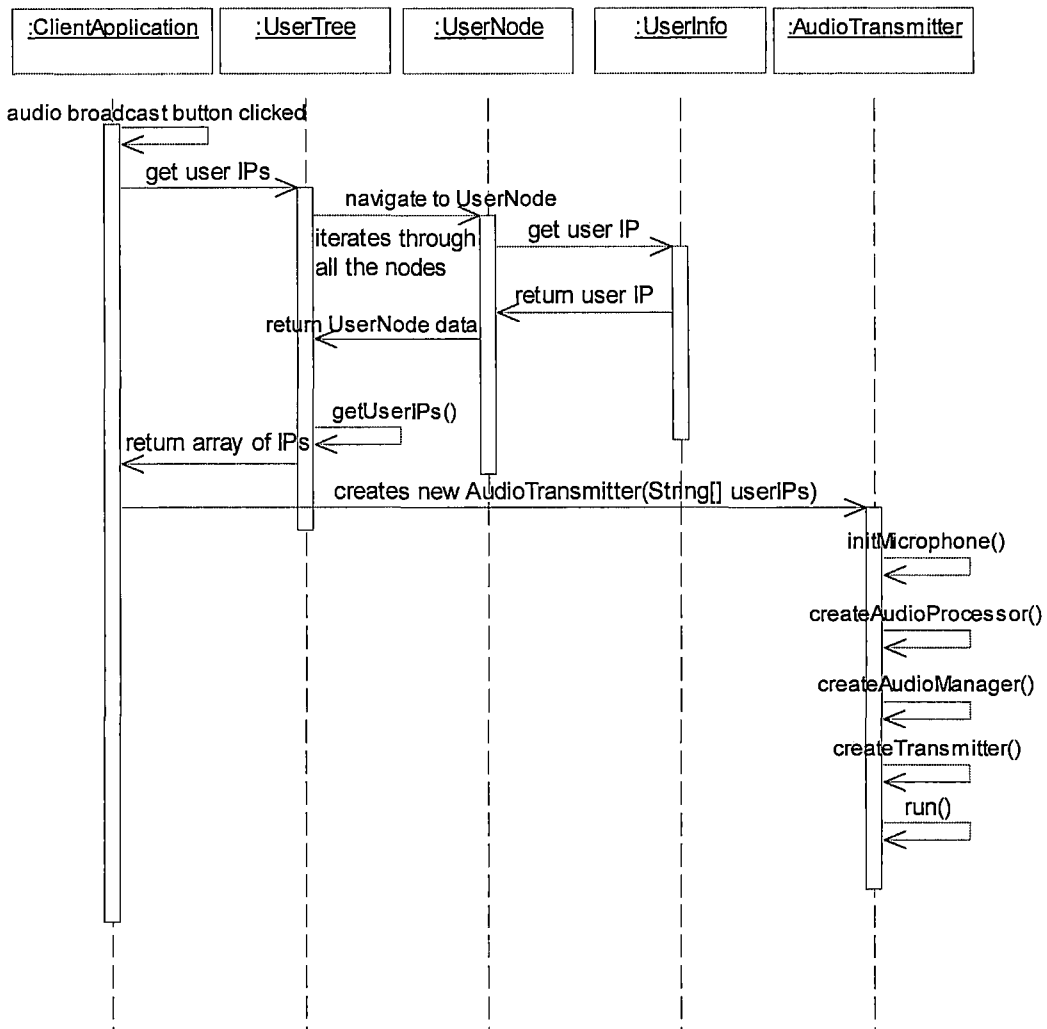 :ClientApplication
:UserTree
:UserNode
:UserInfo
:AudioTransmitter
audio broadcast button clicked
get user IPs
navigate to UserNode
iterates through
all the nodes
get user IP
return user IP
return UserNode data
getUserIPs()
return array of IPs
creates new AudioTransmitter(String[] userIPs)
initMicrophone()
createAudioProcessor()
createAudioManager()
createTransmitter()
run()